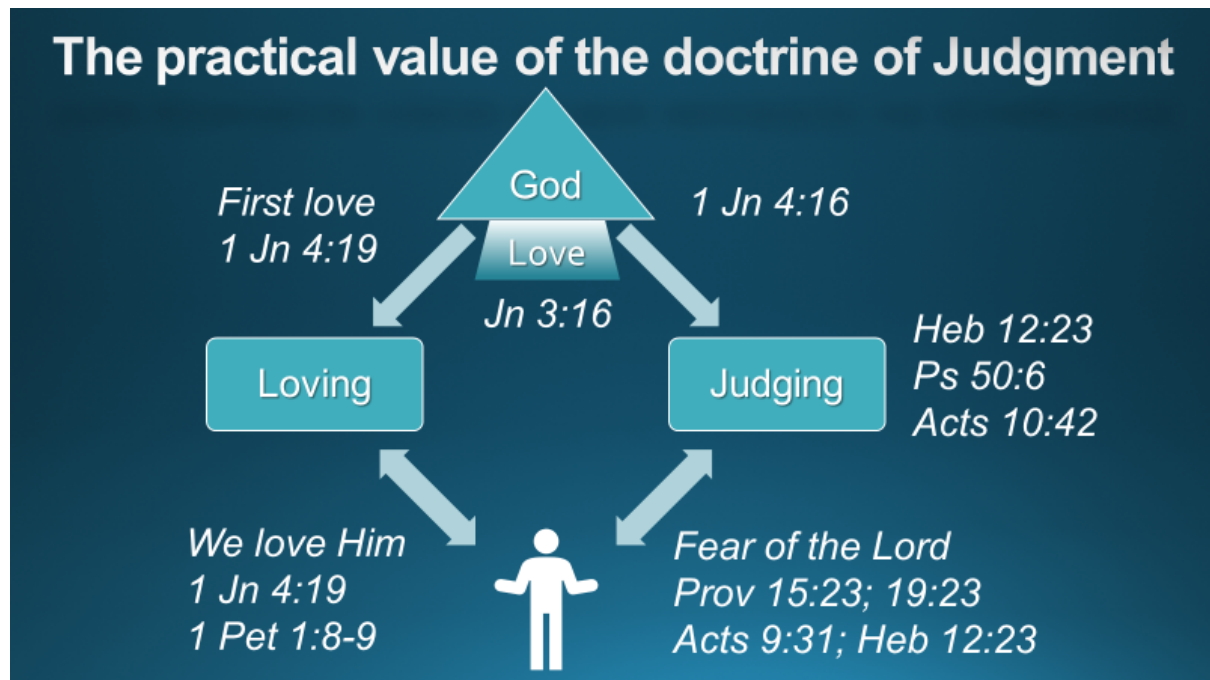 The practical value of the doctrine of Judgment
God
First love
1 Jn 4:19
1 Jn 4:16
Love
Jn 3:16
Loving
Judging
Heb 12:23
Ps 50:6
Acts 10:42
We love Him
1 Jn 4:19
1 Pet 1:8-9
Fear of the Lord
Prov 15:23; 19:23
Acts 9:31; Heb 12:23